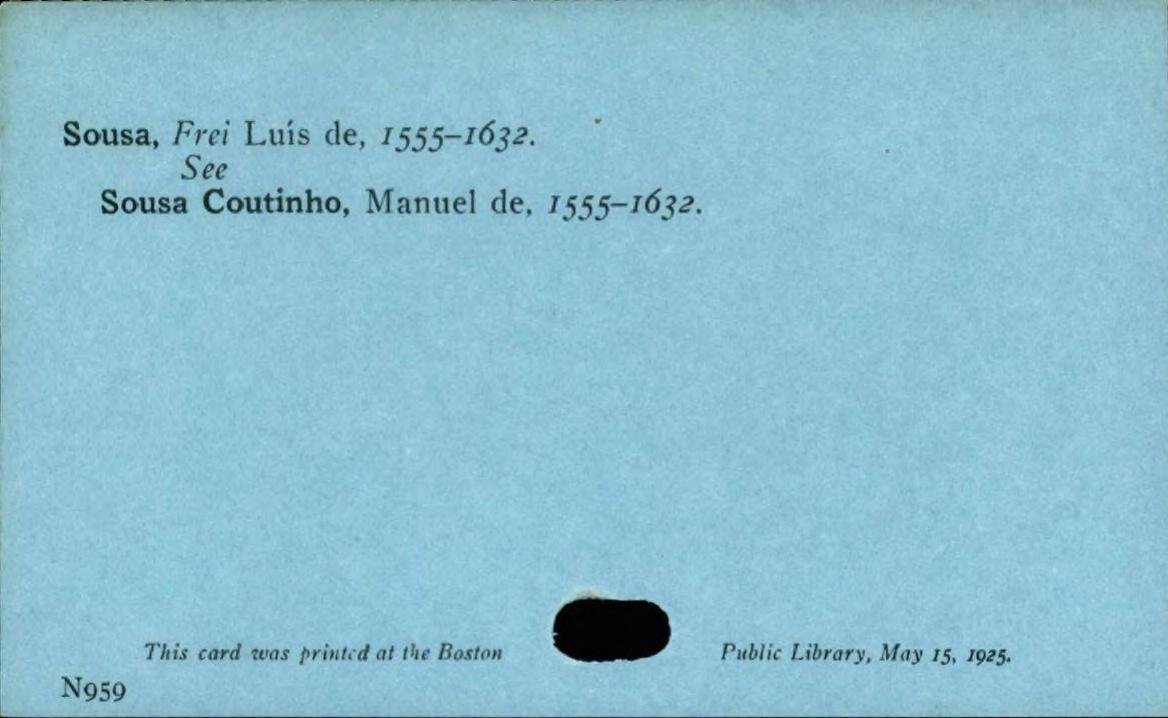 Sousa, Frei Luís de, 1555–1632.
See
Sousa Coutinho, Manuel de, 1555–1632.
This card was printed at the Boston Public Library, May 15, 1925.
N959